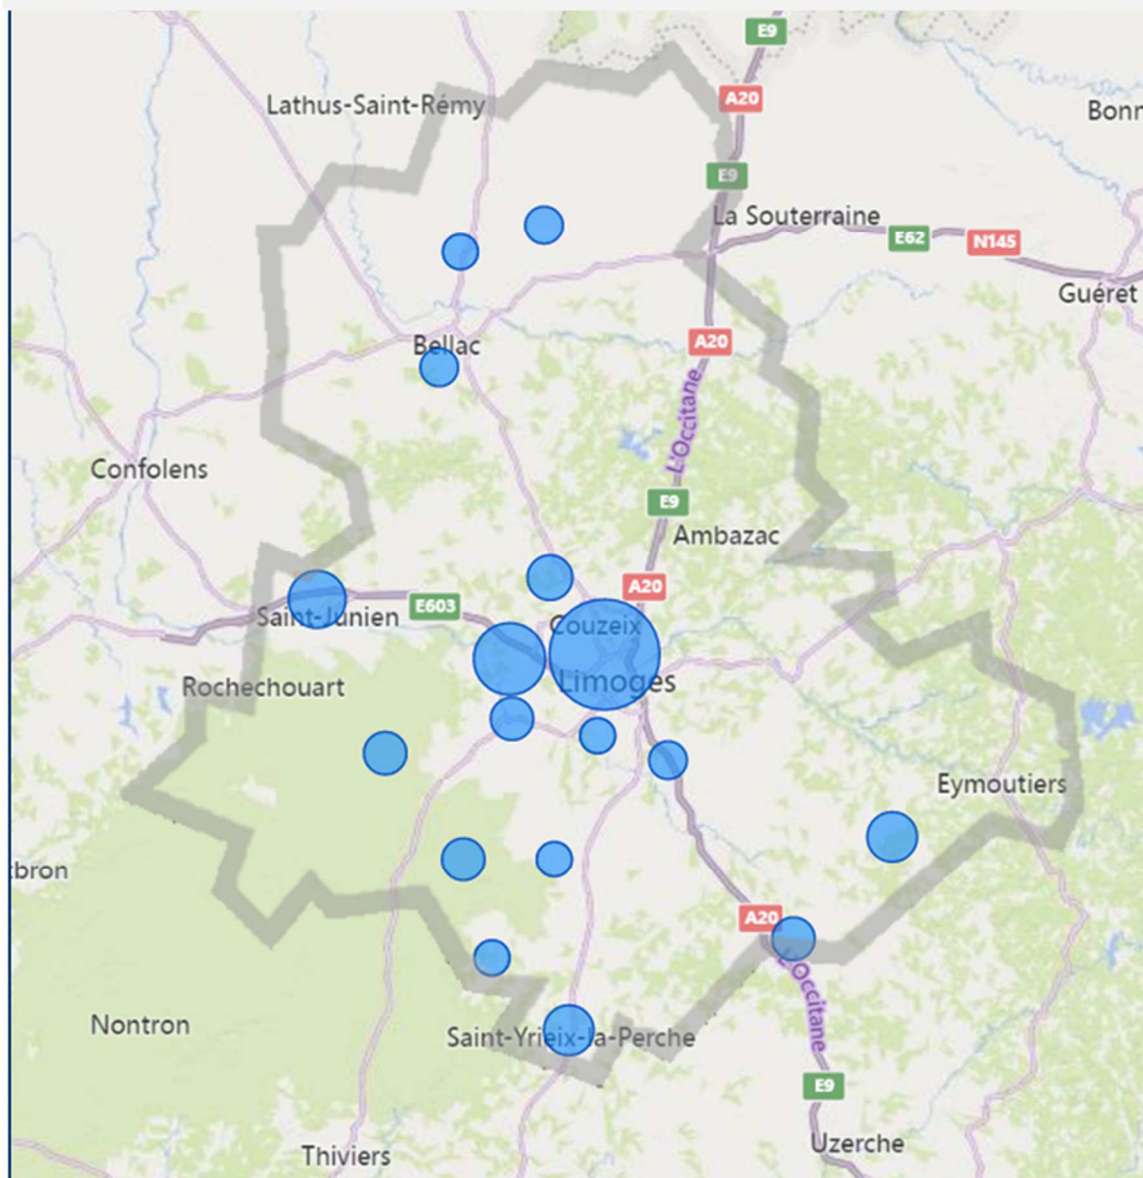 E9
A20
Lathus-Saint-Rémy
Bonn
E9
La Souterraine
E62
N145
Guéret
A20
Bellac
L'Occitane
Confolens
E9
Ambazac
A20
E603
Saint-Junien
Couzeix
Limoges
Rochechouart
Eymoutiers
bron
A20
L'Occitane
Nontron
Saint-Yrieix-la-Perche
E9
Uzerche
Thiviers